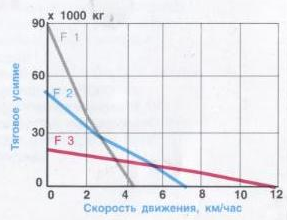 x 1000 кг
90
60
30
0
Тяговое усилие
F 1
F 2
F 3
0 2 4 6 8 10 12
Скорость движения, км/час